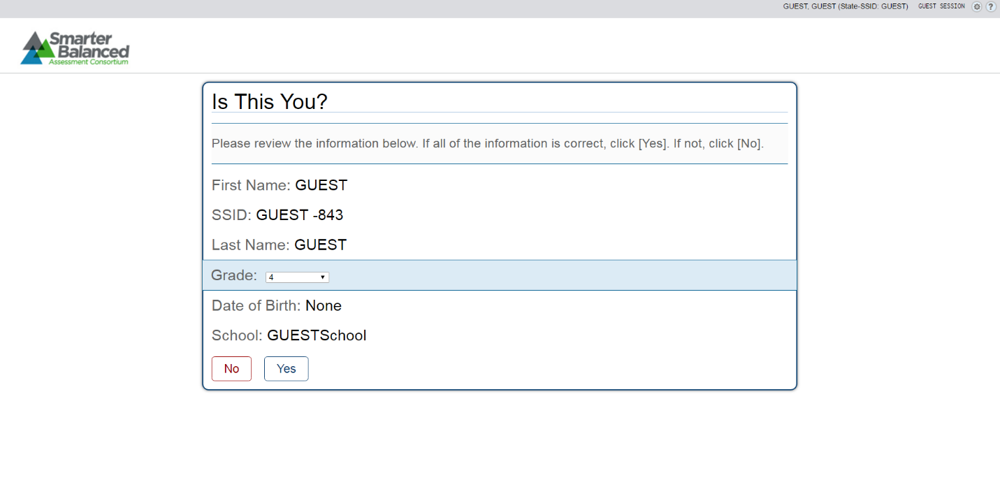 GUEST, GUEST (State-SSID: GUEST) GUEST SESSION ?
Smarter
Balanced
Assessment Consortium
Is This You?
Please review the information below. If all of the information is correct, click [Yes]. If not, click [No].
First Name: GUEST
SSID: GUEST -843
Last Name: GUEST
Grade: 4
Date of Birth: None
School: GUESTSchool
No Yes